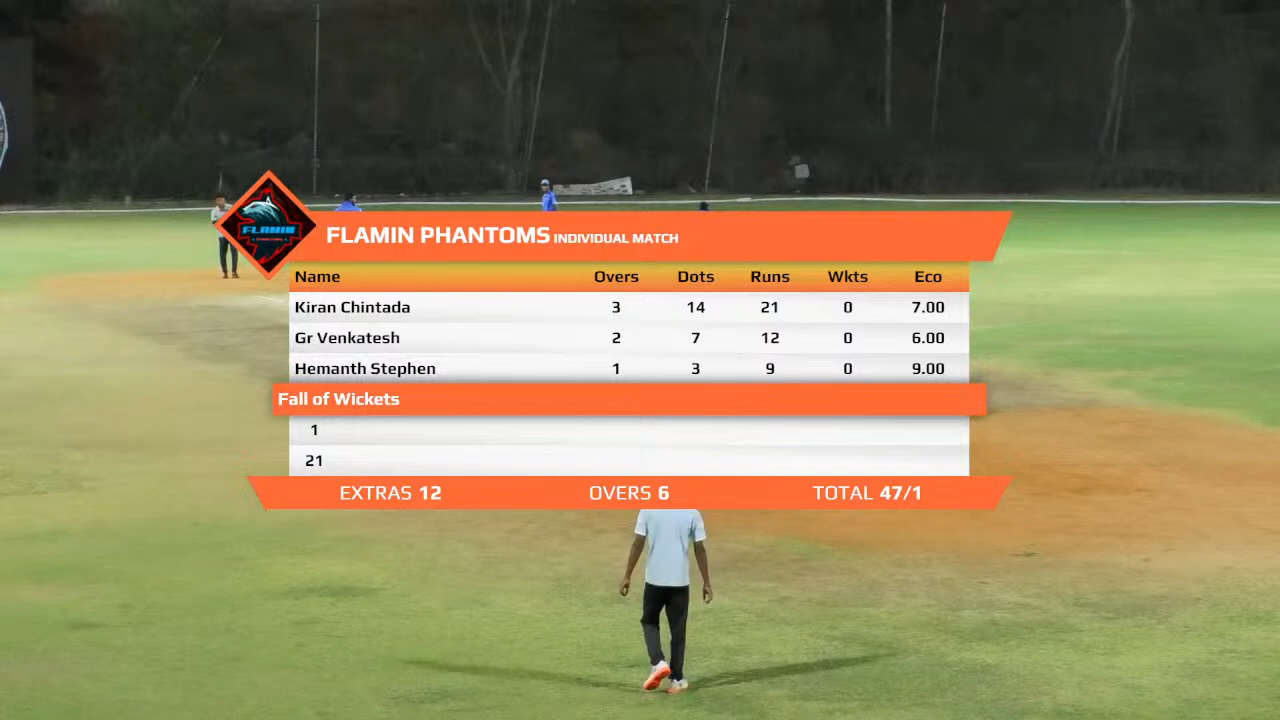 FLAMIN
FLAMIN PHANTOMS INDIVIDUAL MATCH
Name Overs Dots Runs Wkts Eco
Kiran Chintada 3 14 21 0 7.00
Gr Venkatesh 2 7 12 0 6.00
Hemanth Stephen 1 3 9 0 9.00
Fall of Wickets
1
21
EXTRAS 12 OVERS 6 TOTAL 47/1